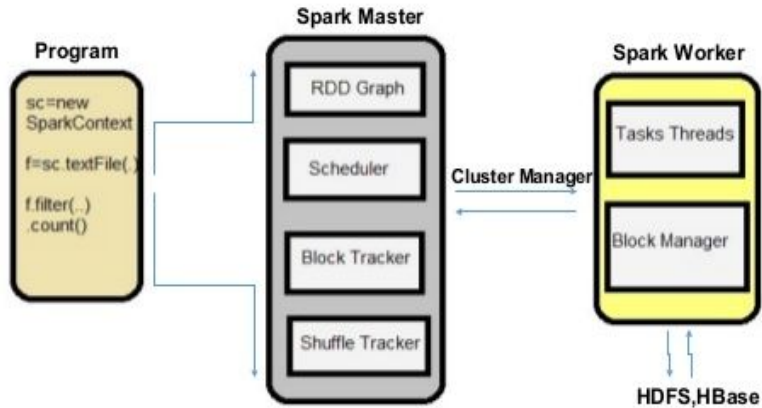 Program
sc=new
SparkContext
f=sc.textFile(.)
f.filter(..)
.count()
Spark Master
RDD Graph
Scheduler
Block Tracker
Shuffle Tracker
Cluster Manager
Spark Worker
Tasks Threads
Block Manager
HDFS,HBase